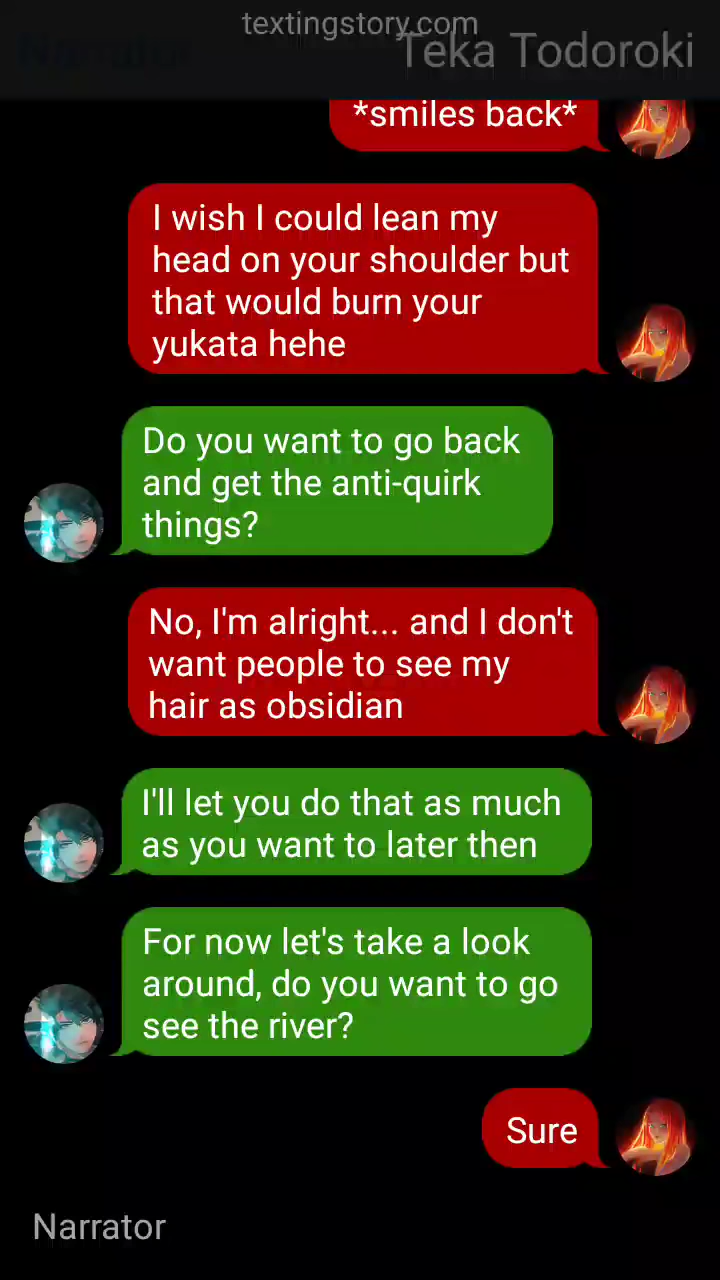 textingstory.com
Narrator
Teka Todoroki
*smiles back*
I wish I could lean my
head on your shoulder but
that would burn your
yukata hehe
Do you want to go back
and get the anti-quirk
things?
No, I'm alright... and I don't
want people to see my
hair as obsidian
I'll let you do that as much
as you want to later then
For now let's take a look
around, do you want to go
see the river?
Sure
Narrator